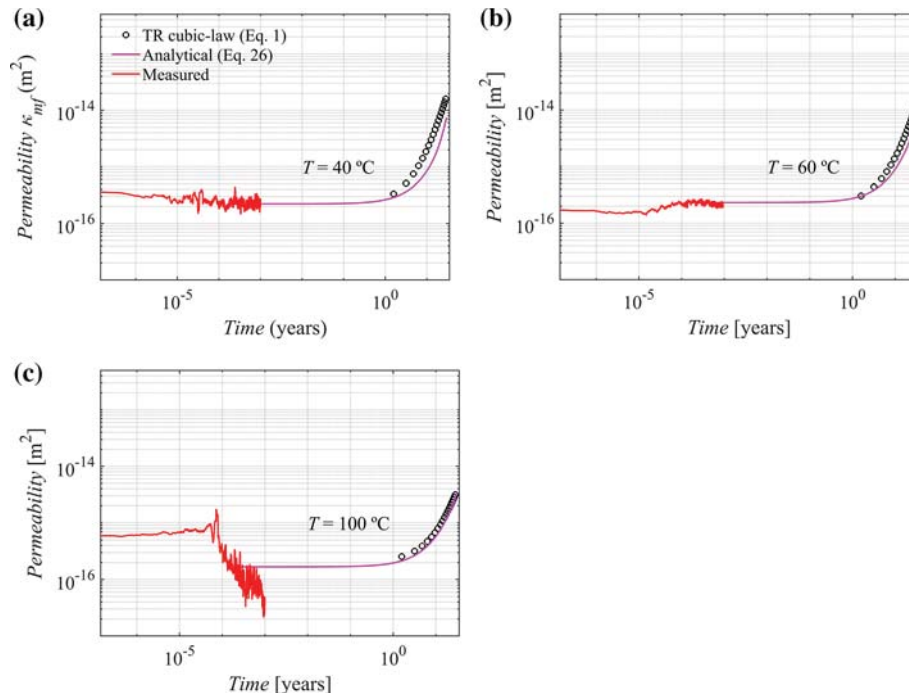 (a)
TR cubic-law (Eq. 1)
Analytical (Eq. 26)
Measured
Permeability κ_mf (m²)
10⁻¹⁴
10⁻¹⁶
T = 40 ºC
10⁻⁵
10⁰
Time (years)
(b)
Permeability [m²]
10⁻¹⁴
10⁻¹⁶
T = 60 ºC
10⁻⁵
10⁰
Time [years]
(c)
Permeability [m²]
10⁻¹⁴
10⁻¹⁶
T = 100 ºC
10⁻⁵
10⁰
Time [years]